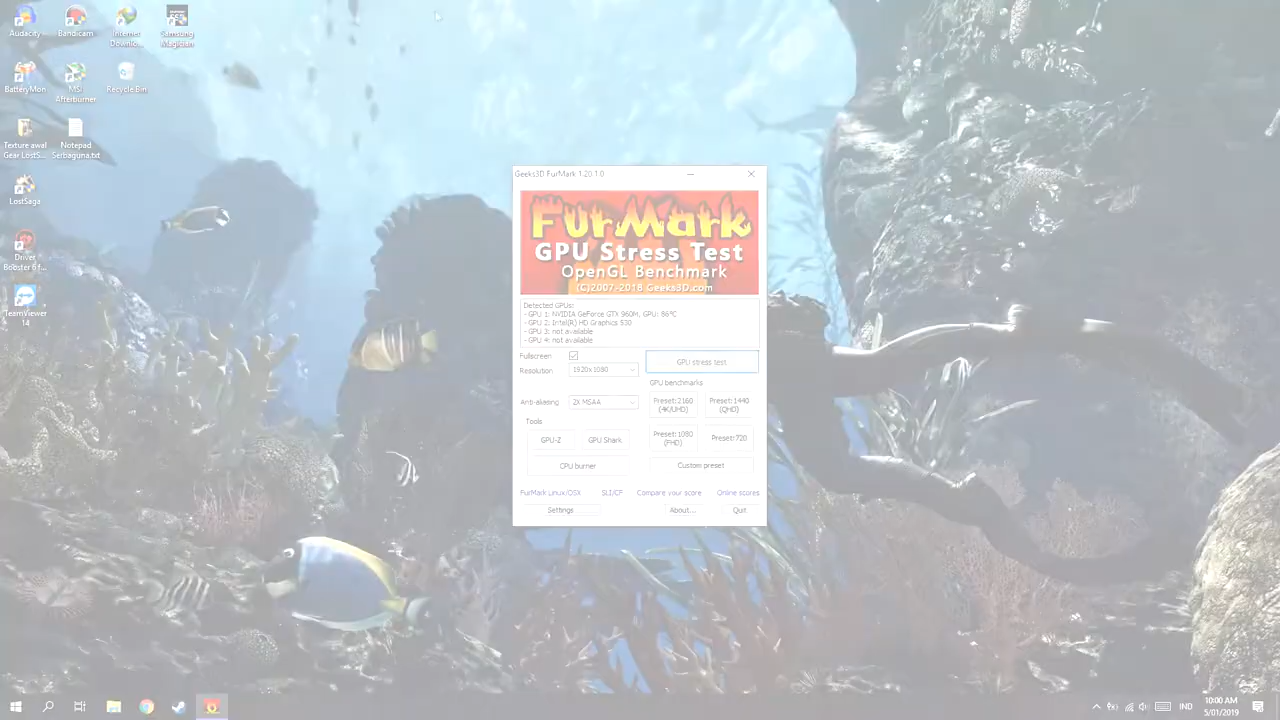 Audacity
Bandicam
Internet
Downlo...
Samsung
Magician
BatteryMon
MSI
Afterburner
Recycle Bin
Texture awal
Gear LostS...
Notepad
Serbaguna.txt
LostSaga
Driver
Booster 6 f...
TeamViewer
14
Geeks3D FurMark 1.20.1.0
FurMark
GPU Stress Test
OpenGL Benchmark
(C)2007-2018 Geeks3D.com
Detected GPUs:
- GPU 1: NVIDIA GeForce GTX 960M, GPU: 86°C
- GPU 2: Intel(R) HD Graphics 530
- GPU 3: not available
- GPU 4: not available
Fullscreen
Resolution 1920x1080
GPU stress test
GPU benchmarks
Anti-aliasing 2X MSAA
Preset: 2160
(4K/UHD)
Preset: 1440
(QHD)
Tools
GPU-Z GPU Shark
Preset: 1080
(FHD)
Preset: 720
CPU burner
Custom preset
FurMark Linux/OSX SLI/CF Compare your score Online scores
Settings About... Quit
IND
10:00 AM
5/01/2019